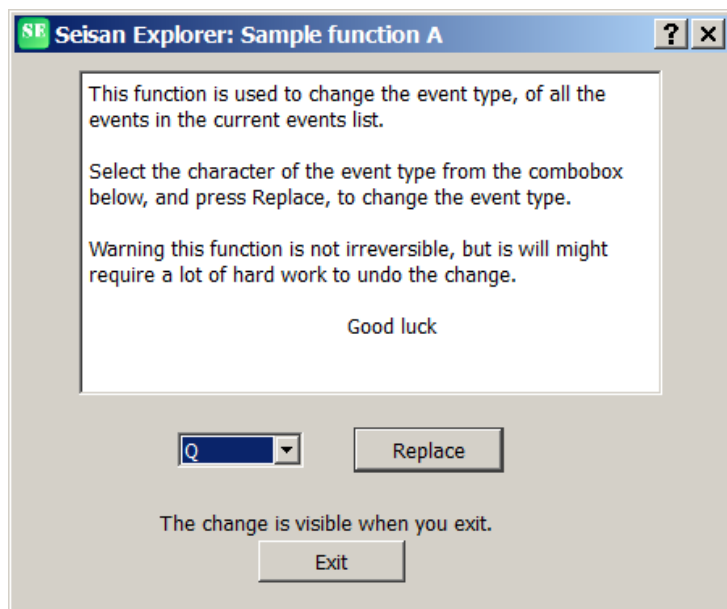 SE Seisan Explorer: Sample function A ? ×
This function is used to change the event type, of all the
events in the current events list.
Select the character of the event type from the combobox
below, and press Replace, to change the event type.
Warning this function is not irreversible, but is will might
require a lot of hard work to undo the change.
Good luck
Q Replace
The change is visible when you exit.
Exit